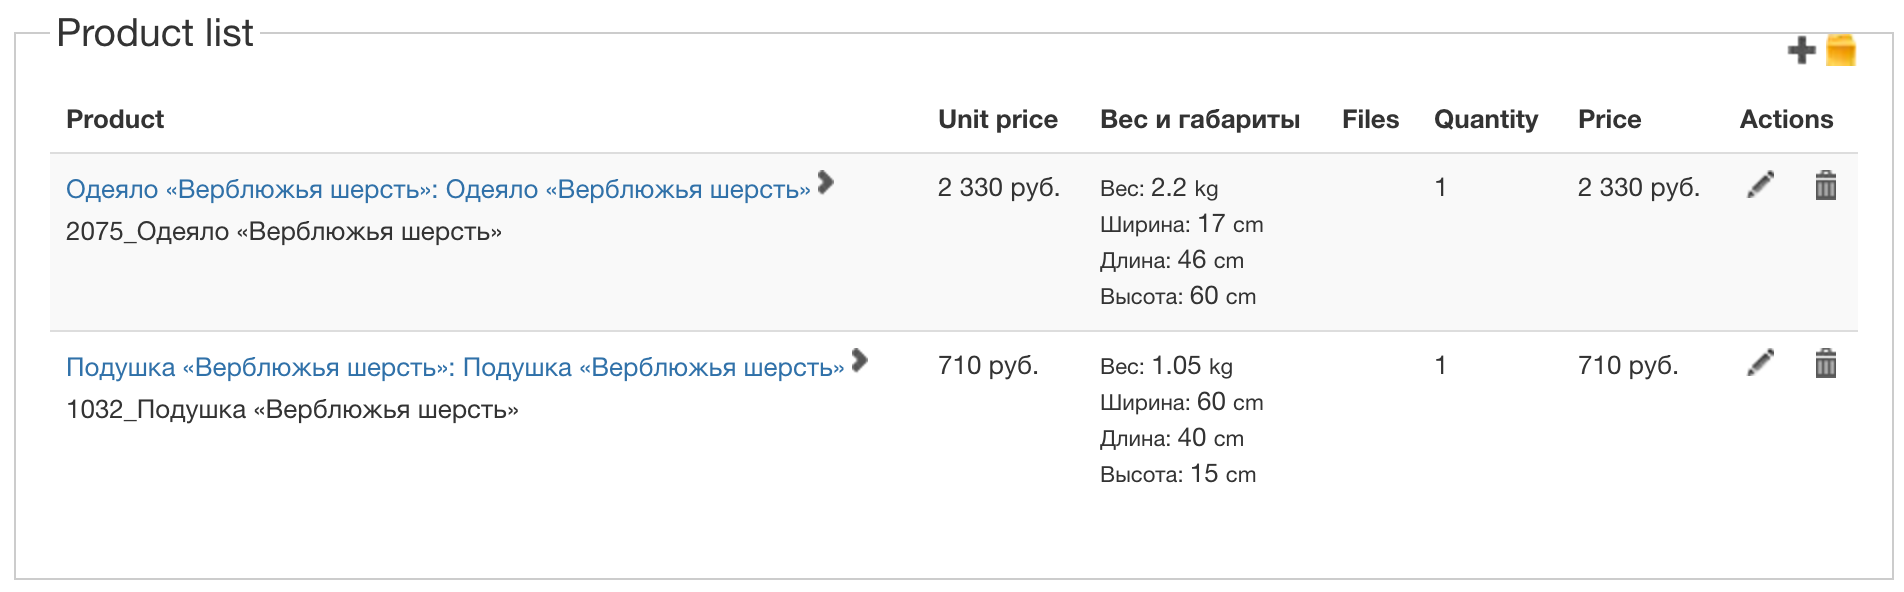 Product list
Product Unit price Вес и габариты Files Quantity Price Actions
Одеяло «Верблюжья шерсть»: Одеяло «Верблюжья шерсть» 2 330 руб. Вес: 2.2 kg 1 2 330 руб.
2075_Одеяло «Верблюжья шерсть» Ширина: 17 cm
Длина: 46 cm
Высота: 60 cm
Подушка «Верблюжья шерсть»: Подушка «Верблюжья шерсть» 710 руб. Вес: 1.05 kg 1 710 руб.
1032_Подушка «Верблюжья шерсть» Ширина: 60 cm
Длина: 40 cm
Высота: 15 cm